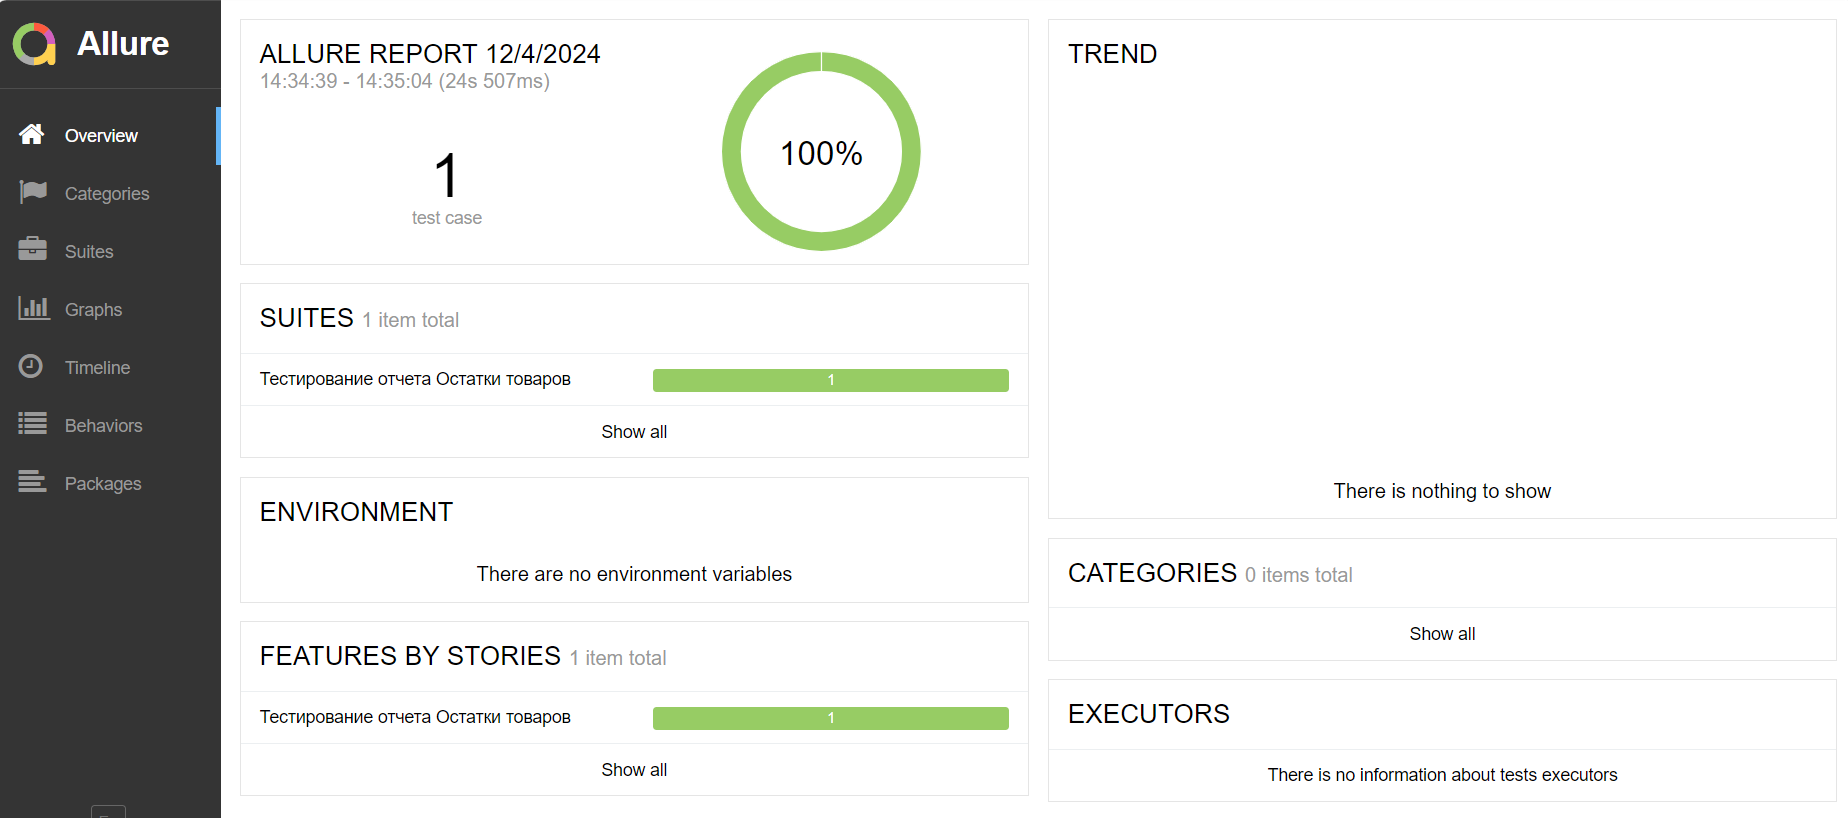 Allure
Overview
Categories
Suites
Graphs
Timeline
Behaviors
Packages
ALLURE REPORT 12/4/2024
14:34:39 - 14:35:04 (24s 507ms)
1
test case
100%
SUITES 1 item total
Тестирование отчета Остатки товаров 1
Show all
ENVIRONMENT
There are no environment variables
FEATURES BY STORIES 1 item total
Тестирование отчета Остатки товаров 1
Show all
TREND
There is nothing to show
CATEGORIES 0 items total
Show all
EXECUTORS
There is no information about tests executors